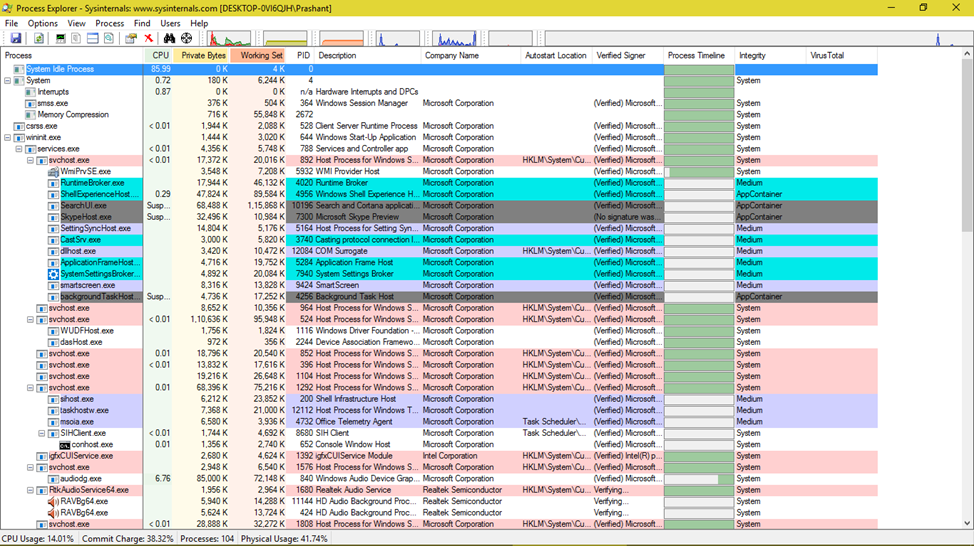 Process Explorer - Sysinternals: www.sysinternals.com [DESKTOP-0VI6QJH\Prashant]
File Options View Process Find Users Help
Process CPU Private Bytes Working Set PID Description Company Name Autostart Location Verified Signer Process Timeline Integrity VirusTotal
System Idle Process 85.99 0 K 4 K 0
System 0.72 180 K 6,244 K 4 System
Interrupts 0.87 0 K 0 K n/a Hardware Interrupts and DPCs
smss.exe 376 K 504 K 364 Windows Session Manager Microsoft Corporation (Verified) Microsoft... System
Memory Compression 716 K 55,848 K 2672 System
csrss.exe < 0.01 1,944 K 2,088 K 528 Client Server Runtime Process Microsoft Corporation (Verified) Microsoft... System
wininit.exe 1,444 K 3,020 K 644 Windows Start-Up Application Microsoft Corporation (Verified) Microsoft... System
services.exe < 0.01 4,356 K 5,748 K 788 Services and Controller app Microsoft Corporation (Verified) Microsoft... System
svchost.exe < 0.01 17,372 K 20,016 K 892 Host Process for Windows S... Microsoft Corporation HKLM\System\Cu... (Verified) Microsoft... System
WmiPrvSE.exe 3,548 K 7,208 K 5932 WMI Provider Host Microsoft Corporation (Verified) Microsoft... System
RuntimeBroker.exe 17,944 K 46,132 K 4020 Runtime Broker Microsoft Corporation (Verified) Microsoft... Medium
ShellExperienceHost.... 0.29 47,824 K 89,584 K 4956 Windows Shell Experience H... Microsoft Corporation (Verified) Microsoft... AppContainer
SearchUI.exe Susp... 68,488 K 1,15,868 K 10196 Search and Cortana applicati... Microsoft Corporation (Verified) Microsoft... AppContainer
SkypeHost.exe Susp... 32,496 K 10,984 K 7300 Microsoft Skype Preview Microsoft Corporation (No signature was... AppContainer
SettingSyncHost.exe 14,804 K 5,176 K 5164 Host Process for Setting Syn... Microsoft Corporation (Verified) Microsoft... Medium
CastSrv.exe 3,000 K 5,820 K 3740 Casting protocol connection l... Microsoft Corporation (Verified) Microsoft... Medium
dllhost.exe 3,420 K 10,472 K 12084 COM Surrogate Microsoft Corporation HKLM\System\Cu... (Verified) Microsoft... Medium
ApplicationFrameHost... 4,716 K 19,752 K 5284 Application Frame Host Microsoft Corporation (Verified) Microsoft... Medium
SystemSettingsBroker... 4,892 K 20,084 K 7940 System Settings Broker Microsoft Corporation (Verified) Microsoft... Medium
smartscreen.exe 8,316 K 13,828 K 9424 SmartScreen Microsoft Corporation (Verified) Microsoft... Medium
backgroundTaskHost... Susp... 4,736 K 17,252 K 4256 Background Task Host Microsoft Corporation (Verified) Microsoft... AppContainer
svchost.exe 8,652 K 10,356 K 964 Host Process for Windows S... Microsoft Corporation HKLM\System\Cu... (Verified) Microsoft... System
svchost.exe < 0.01 1,10,636 K 95,948 K 524 Host Process for Windows S... Microsoft Corporation HKLM\System\Cu... (Verified) Microsoft... System
WUDFHost.exe 1,756 K 1,824 K 1116 Windows Driver Foundation -... Microsoft Corporation (Verified) Microsoft... System
dasHost.exe 972 K 356 K 2244 Device Association Framewo... Microsoft Corporation (Verified) Microsoft... System
svchost.exe 0.01 18,796 K 20,540 K 852 Host Process for Windows S... Microsoft Corporation HKLM\System\Cu... (Verified) Microsoft... System
svchost.exe < 0.01 13,832 K 17,616 K 396 Host Process for Windows S... Microsoft Corporation HKLM\System\Cu... (Verified) Microsoft... System
svchost.exe 19,216 K 26,648 K 1104 Host Process for Windows S... Microsoft Corporation HKLM\System\Cu... (Verified) Microsoft... System
svchost.exe 0.01 68,396 K 75,216 K 1292 Host Process for Windows S... Microsoft Corporation HKLM\System\Cu... (Verified) Microsoft... System
sihost.exe 6,212 K 23,852 K 200 Shell Infrastructure Host Microsoft Corporation (Verified) Microsoft... Medium
taskhostw.exe 7,368 K 21,000 K 12112 Host Process for Windows T... Microsoft Corporation (Verified) Microsoft... Medium
msoia.exe 6,580 K 3,936 K 4732 Office Telemetry Agent Microsoft Corporation Task Scheduler\... (Verified) Microsoft... Medium
SIHClient.exe < 0.01 1,744 K 4,692 K 8680 SIH Client Microsoft Corporation Task Scheduler\... (Verified) Microsoft... System
conhost.exe 0.01 1,356 K 2,740 K 652 Console Window Host Microsoft Corporation (Verified) Microsoft... System
igfxCUIService.exe 2,680 K 4,624 K 1392 igfxCUIService Module Intel Corporation HKLM\System\Cu... (Verified) Intel(R) p... System
svchost.exe 2,948 K 6,540 K 1576 Host Process for Windows S... Microsoft Corporation HKLM\System\Cu... (Verified) Microsoft... System
audiodg.exe 6.76 85,000 K 72,148 K 840 Windows Audio Device Grap... Microsoft Corporation (Verified) Microsoft... System
RtkAudioService64.exe 1,956 K 2,964 K 1680 Realtek Audio Service Realtek Semiconductor HKLM\System\Cu... Verifying... System
RAVBg64.exe 5,940 K 14,288 K 11144 HD Audio Background Proc... Realtek Semiconductor Verifying... System
RAVBg64.exe 5,624 K 13,724 K 424 HD Audio Background Proc... Realtek Semiconductor Verifying... System
svchost.exe < 0.01 28,888 K 32,272 K 1808 Host Process for Windows S... Microsoft Corporation HKLM\System\Cu... (Verified) Microsoft... System
CPU Usage: 14.01% Commit Charge: 38.32% Processes: 104 Physical Usage: 41.74%